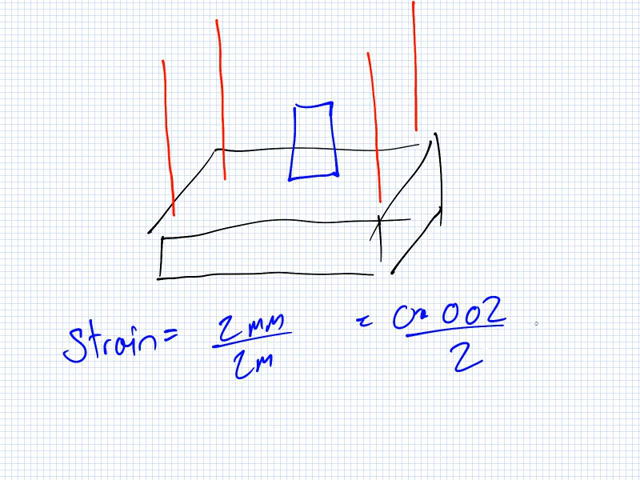 Strain = 2mm / 2m = 0.002 / 2